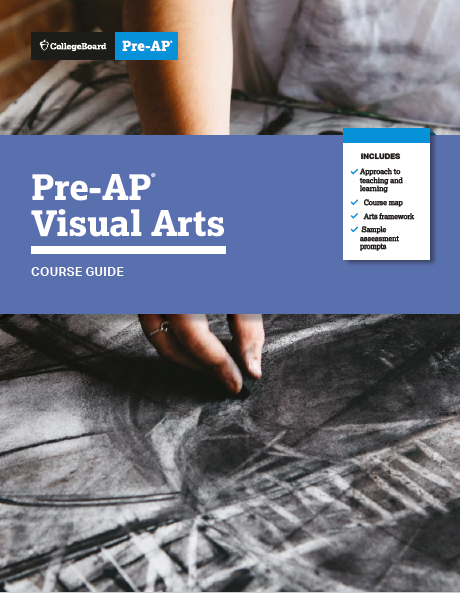 CollegeBoard
Pre-AP®
INCLUDES
Approach to
teaching and
learning
Course map
Arts framework
Sample
assessment
prompts
Pre-AP®
Visual Arts
COURSE GUIDE